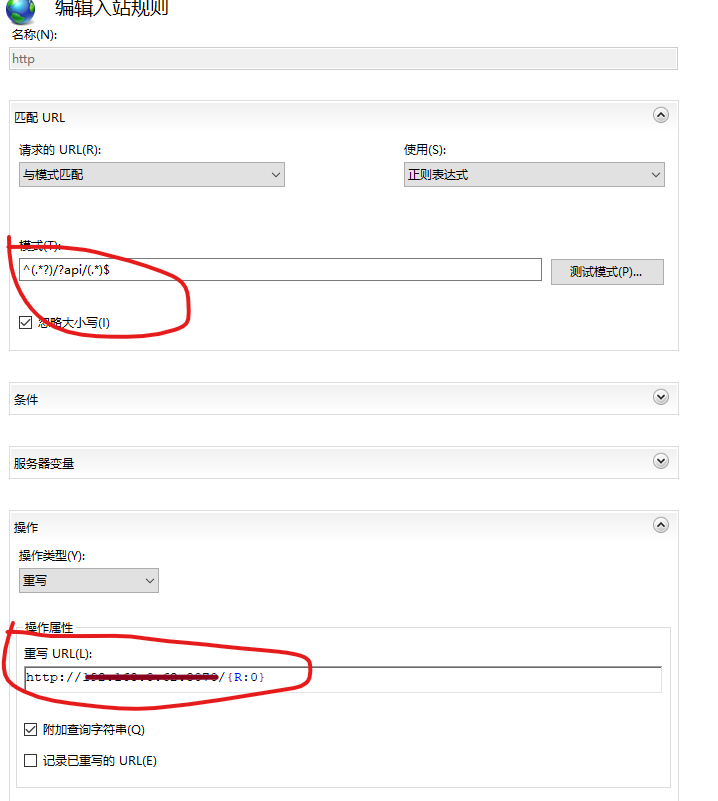 编辑入站规则
名称(N):
http
匹配 URL
请求的 URL(R):
使用(S):
与模式匹配
正则表达式
模式(T):
^(.*?)/?api/(.*)$
测试模式(P)...
忽略大小写(I)
条件
服务器变量
操作
操作类型(Y):
重写
操作属性
重写 URL(L):
http:///{R:0}
附加查询字符串(Q)
记录已重写的 URL(E)